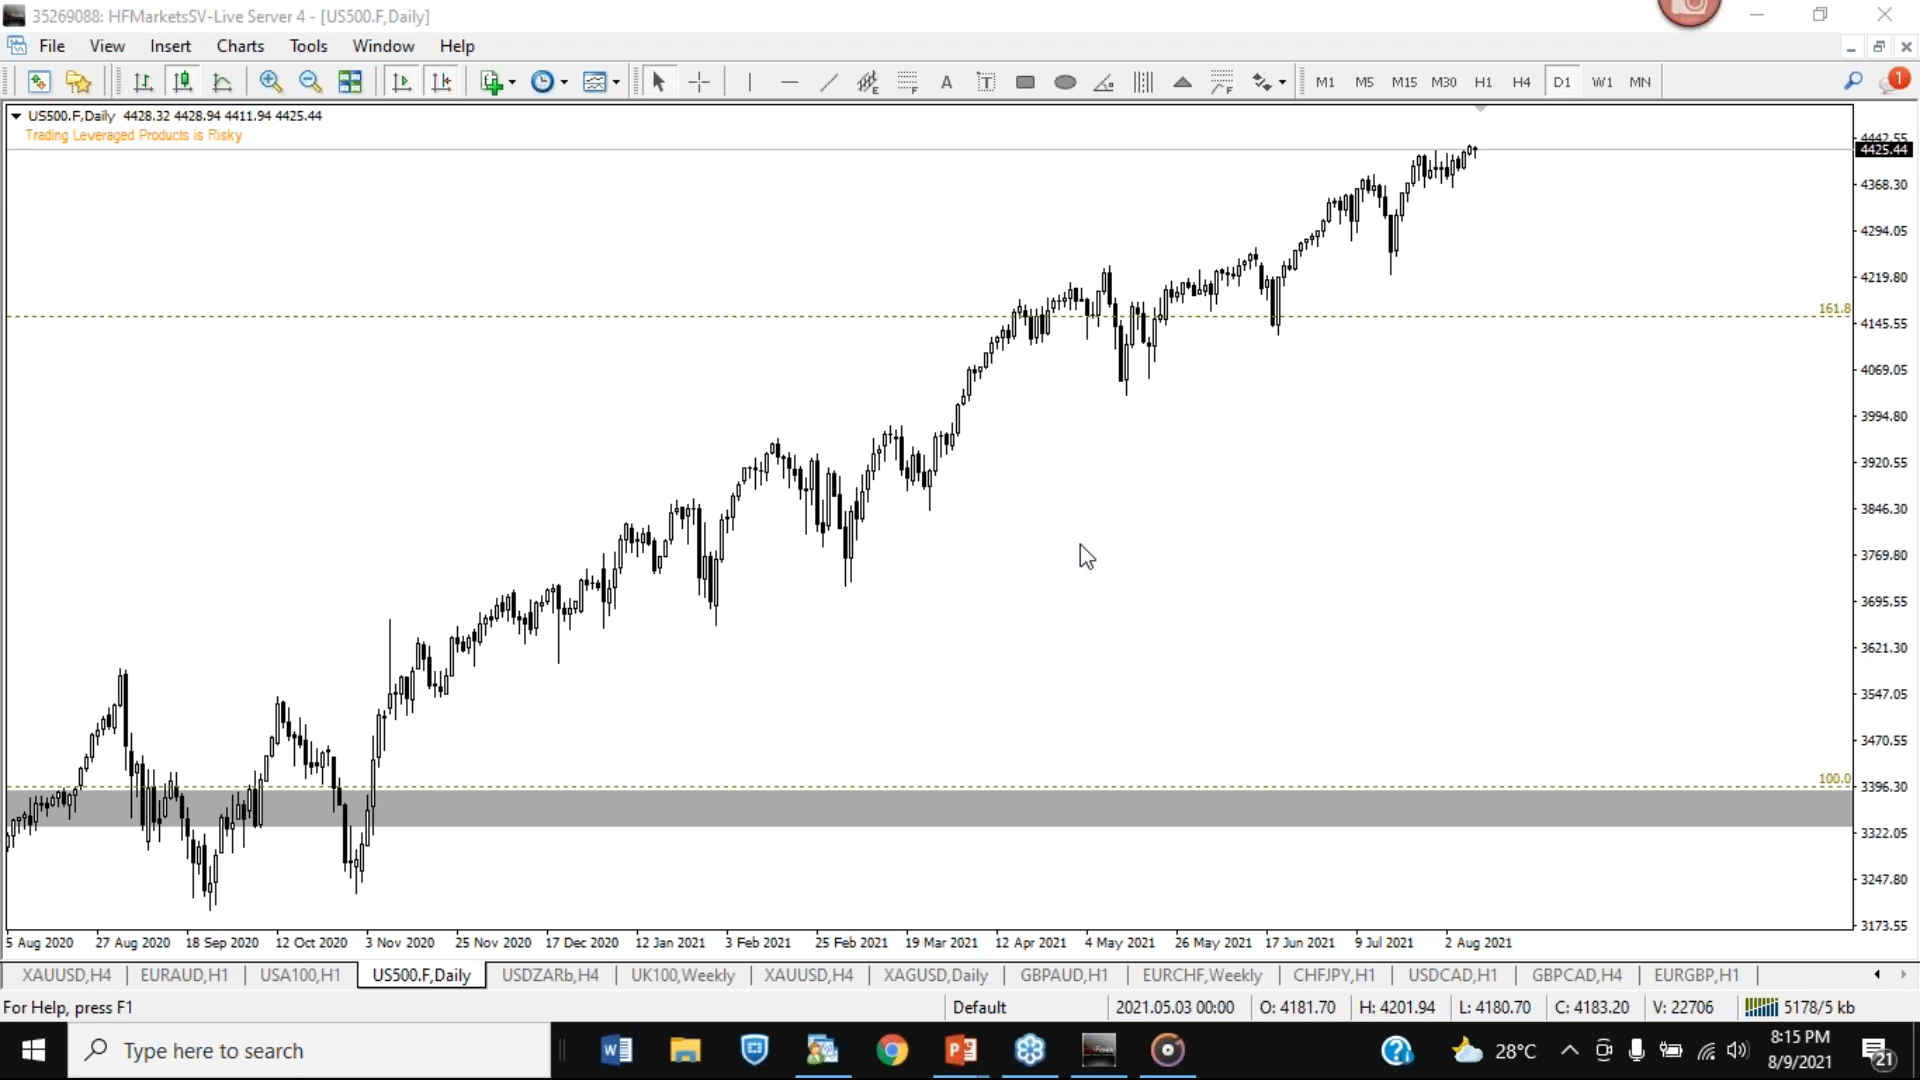 35269088: HFMarketsSV-Live Server 4 - [US500.F,Daily]
File View Insert Charts Tools Window Help
M1 M5 M15 M30 H1 H4 D1 W1 MN 1
US500.F,Daily 4428.32 4428.94 4411.94 4425.44
Trading Leveraged Products is Risky
4442.55
4425.44
4368.30
4294.05
4219.80
161.8
4145.55
4069.05
3994.80
3920.55
3846.30
3769.80
3695.55
3621.30
3547.05
3470.55
100.0
3396.30
3322.05
3247.80
3173.55
5 Aug 2020 27 Aug 2020 18 Sep 2020 12 Oct 2020 3 Nov 2020 25 Nov 2020 17 Dec 2020 12 Jan 2021 3 Feb 2021 25 Feb 2021 19 Mar 2021 12 Apr 2021 4 May 2021 26 May 2021 17 Jun 2021 9 Jul 2021 2 Aug 2021
XAUUSD,H4 EURAUD,H1 USA100,H1 US500.F,Daily USDZARb,H4 UK100,Weekly XAUUSD,H4 XAGUSD,Daily GBPAUD,H1 EURCHF,Weekly CHFJPY,H1 USDCAD,H1 GBPCAD,H4 EURGBP,H1
For Help, press F1 Default 2021.05.03 00:00 O: 4181.70 H: 4201.94 L: 4180.70 C: 4183.20 V: 22706 5178/5 kb
Type here to search 28°C 8:15 PM
8/9/2021
21